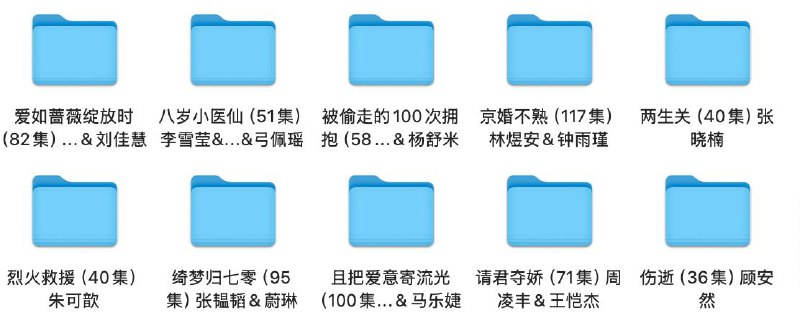 爱如蔷薇绽放时
(82集) ...＆刘佳慧
八岁小医仙 (51集)
李雪莹&...&弓佩瑶
被偷走的100次拥
抱 (58 ...＆杨舒米
京婚不熟 (117集)
林煜安＆钟雨瑾
两生关 (40集) 张
晓楠
烈火救援 (40集)
朱可歆
绮梦归七零 (95
集) 张韫韬＆蔚琳
且把爱意寄流光
(100集...＆马乐婕
请君夺娇 (71集) 周
凌丰＆王恺杰
伤逝 (36集) 顾安
然